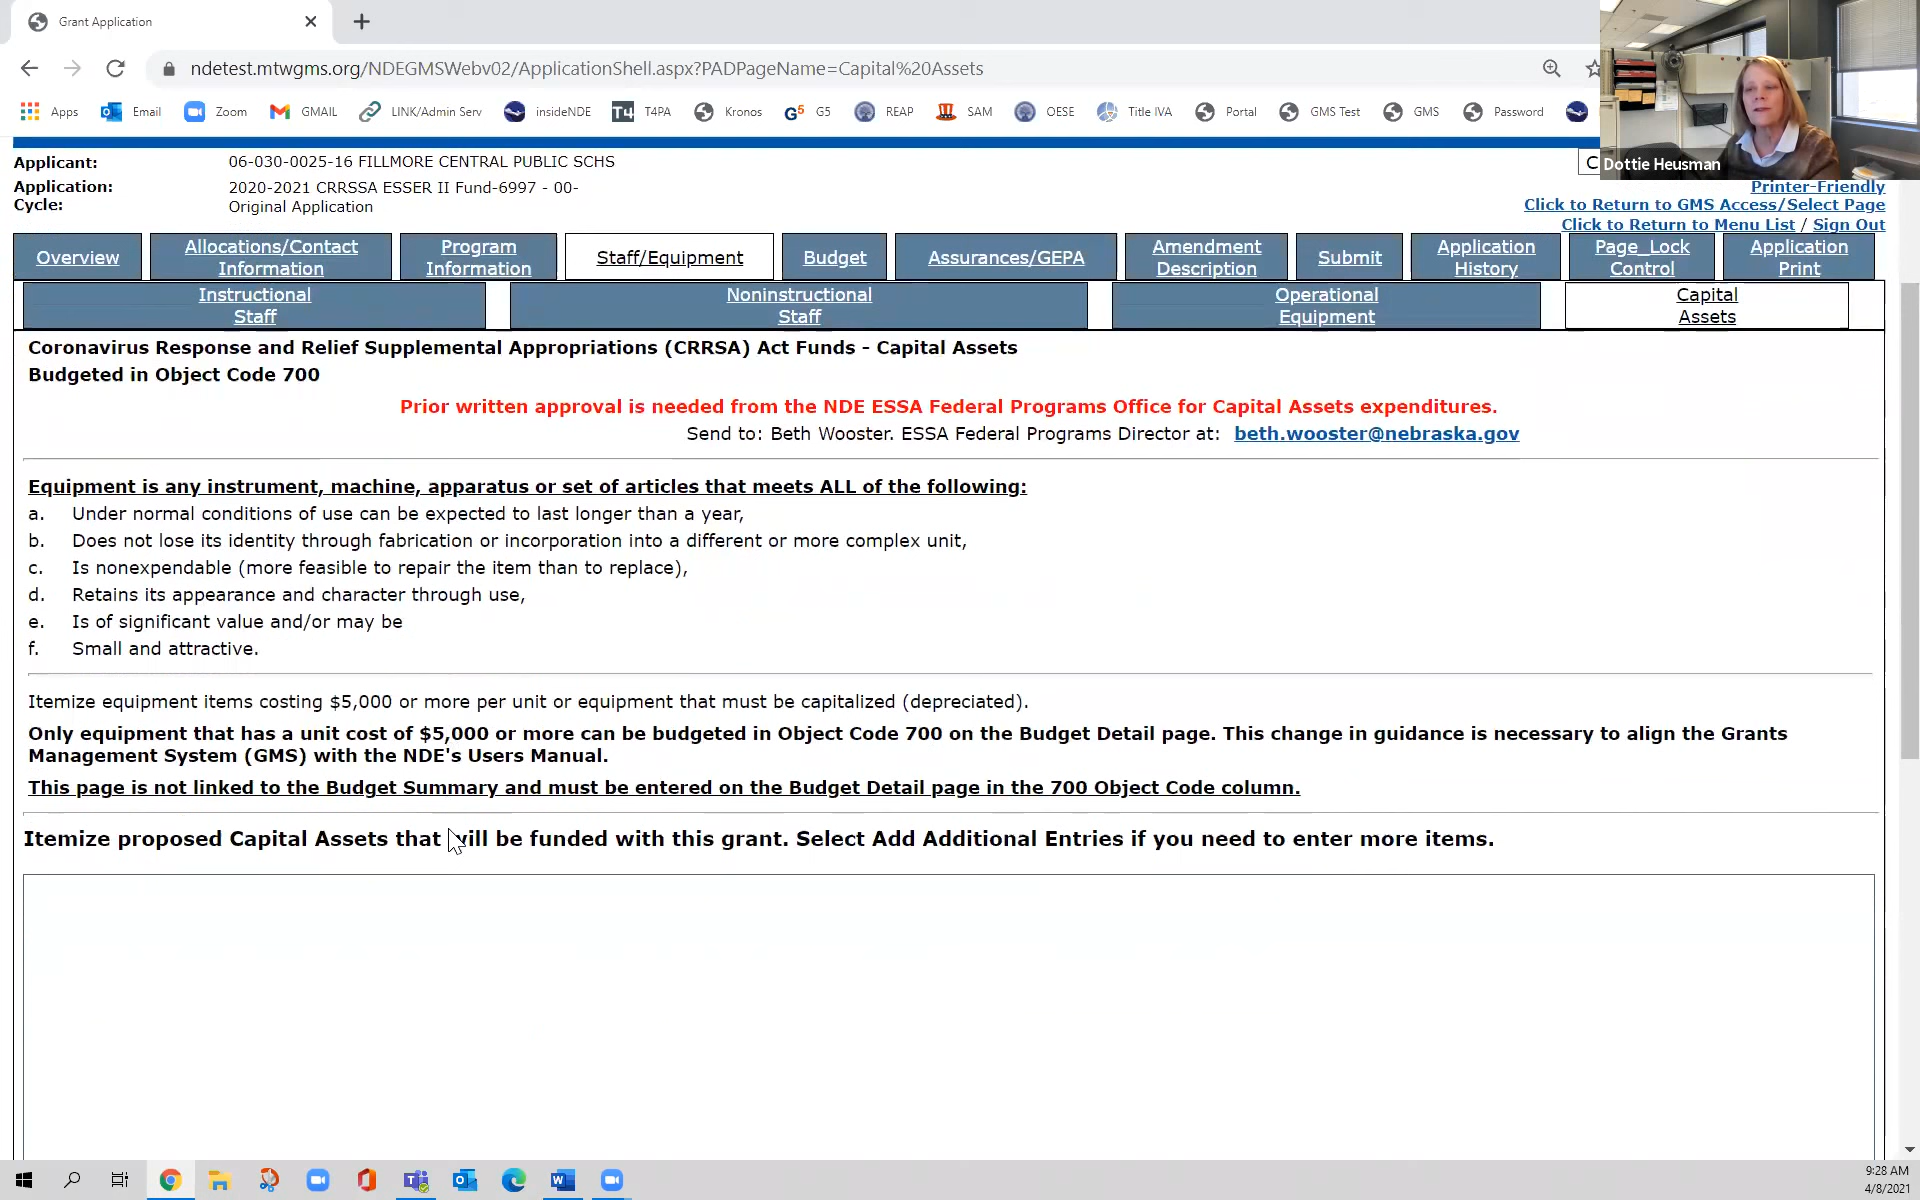 Grant Application
ndetest.mtwgms.org/NDEGMSWebv02/ApplicationShell.aspx?PADPageName=Capital%20Assets
Apps Email Zoom GMAIL LINK/Admin Serv insideNDE T4 T4PA Kronos G5 G5 REAP SAM OESE Title IVA Portal GMS Test GMS Password
Dottie Heusman
Applicant: 06-030-0025-16 FILLMORE CENTRAL PUBLIC SCHS
C
Application: 2020-2021 CRRSSA ESSER II Fund-6997 - 00-
Cycle: Original Application
Printer-Friendly
Click to Return to GMS Access/Select Page
Click to Return to Menu List / Sign Out
Overview
Allocations/Contact
Information
Program
Information
Staff/Equipment
Budget
Assurances/GEPA
Amendment
Description
Submit
Application
History
Page_Lock
Control
Application
Print
Instructional
Staff
Noninstructional
Staff
Operational
Equipment
Capital
Assets
Coronavirus Response and Relief Supplemental Appropriations (CRRSA) Act Funds - Capital Assets
Budgeted in Object Code 700
Prior written approval is needed from the NDE ESSA Federal Programs Office for Capital Assets expenditures.
Send to: Beth Wooster. ESSA Federal Programs Director at: beth.wooster@nebraska.gov
Equipment is any instrument, machine, apparatus or set of articles that meets ALL of the following:
a. Under normal conditions of use can be expected to last longer than a year,
b. Does not lose its identity through fabrication or incorporation into a different or more complex unit,
c. Is nonexpendable (more feasible to repair the item than to replace),
d. Retains its appearance and character through use,
e. Is of significant value and/or may be
f. Small and attractive.
Itemize equipment items costing $5,000 or more per unit or equipment that must be capitalized (depreciated).
Only equipment that has a unit cost of $5,000 or more can be budgeted in Object Code 700 on the Budget Detail page. This change in guidance is necessary to align the Grants
Management System (GMS) with the NDE's Users Manual.
This page is not linked to the Budget Summary and must be entered on the Budget Detail page in the 700 Object Code column.
Itemize proposed Capital Assets that will be funded with this grant. Select Add Additional Entries if you need to enter more items.
9:28 AM
4/8/2021